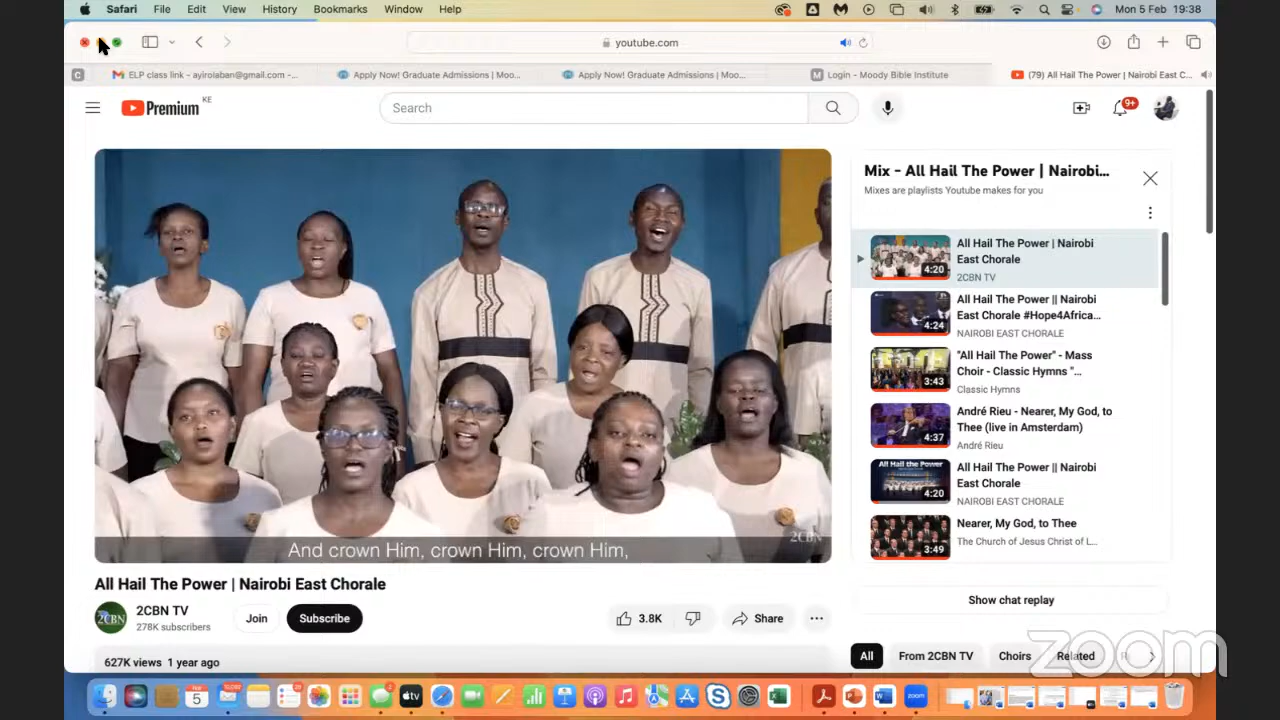 Safari File Edit View History Bookmarks Window Help Mon 5 Feb 19:38
youtube.com
C ELP class link - ayirolaban@gmail.com -... Apply Now! Graduate Admissions | Moo... Apply Now! Graduate Admissions | Moo... M Login - Moody Bible Institute (79) All Hail The Power | Nairobi East C...
Premium KE Search 9+
Mix - All Hail The Power | Nairobi...
Mixes are playlists Youtube makes for you
All Hail The Power | Nairobi
East Chorale
2CBN TV
4:20
All Hail The Power || Nairobi
East Chorale #Hope4Africa...
NAIROBI EAST CHORALE
4:24
"All Hail The Power" - Mass
Choir - Classic Hymns "...
Classic Hymns
3:43
André Rieu - Nearer, My God, to
Thee (live in Amsterdam)
André Rieu
4:37
All Hail the Power
All Hail The Power || Nairobi
East Chorale
NAIROBI EAST CHORALE
4:20
Nearer, My God, to Thee
The Church of Jesus Christ of L...
3:49
2CBN
And crown Him, crown Him, crown Him,
All Hail The Power | Nairobi East Chorale
2CBN
2CBN TV
278K subscribers
Join Subscribe 3.8K Share ...
Show chat replay
627K views 1 year ago
All From 2CBN TV Choirs Related
zoom
5 tv zoom